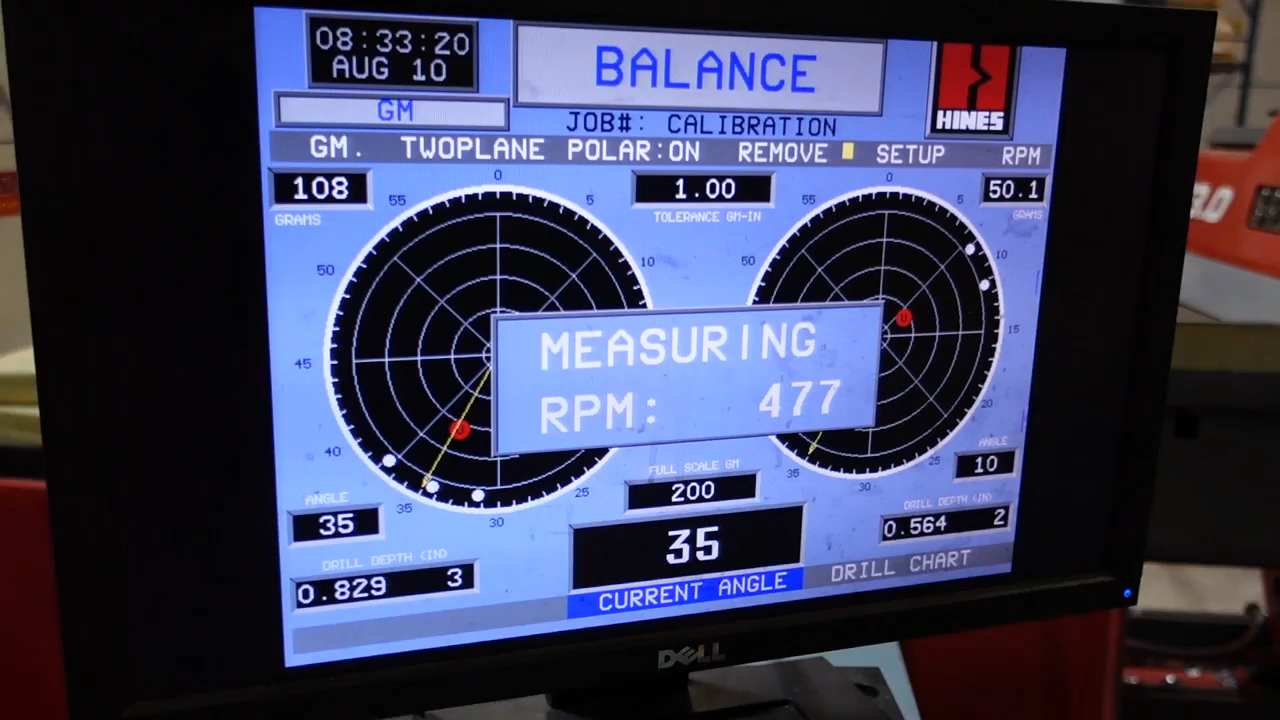 08:33:20
AUG 10
BALANCE
HINES
GM
JOB#: CALIBRATION
GM. TWOPLANE POLAR:ON REMOVE SETUP RPM
108
GRAMS
1.00
TOLERANCE GM-IN
50.1
GRAMS
0
5
10
25
30
35
40
45
50
55
0
5
10
15
20
25
30
35
50
55
U
MEASURING
RPM: 477
ANGLE
35
DRILL DEPTH (IN)
0.829 3
FULL SCALE GM
200
35
CURRENT ANGLE
ANGLE
10
DRILL DEPTH (IN)
0.564 2
DRILL CHART
DELL